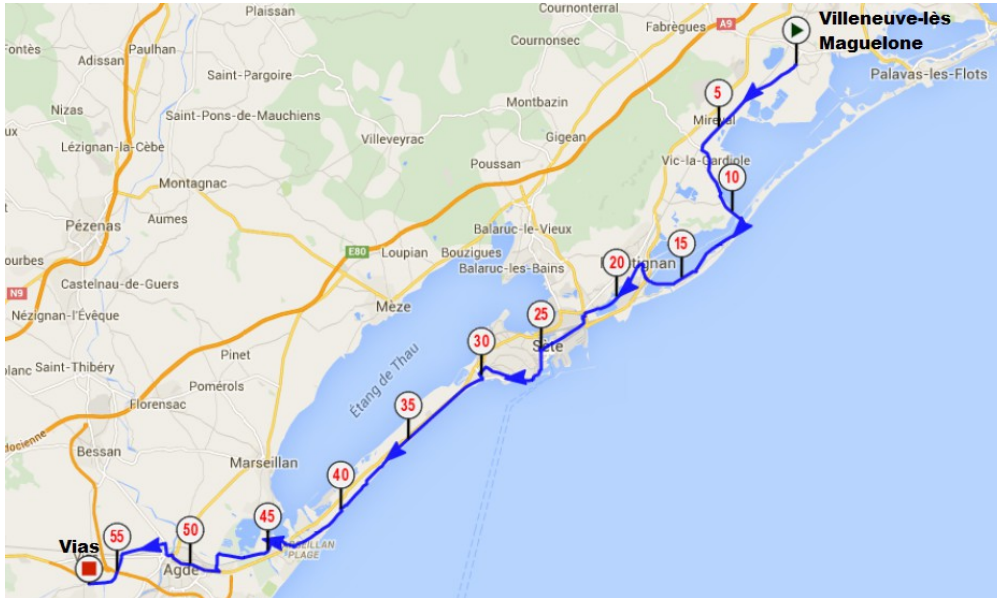 Plaissan
Cournonterral
Fabrègues
A9
Villeneuve-lès
Maguelone
Paulhan
Cournonsec
Adissan
Saint-Pargoire
Palavas-les-Flots
5
Nizas
Montbazin
Saint-Pons-de-Mauchiens
Mireval
Villeveyrac
Gigean
Lézignan-la-Cèbe
Poussan
Vic-la-Gardiole
Montagnac
10
Pézenas
Aumes
Balaruc-le-Vieux
15
E80
Loupian
Bouzigues
20
Balaruc-les-Bains
Castelnau-de-Guers
N9
Mèze
Nézignan-l'Évêque
25
30
Sète
Pinet
Saint-Thibéry
Étang de Thau
Pomérols
35
Florensac
Bessan
Marseillan
40
45
50
55
Vias
PLAGE
Agde